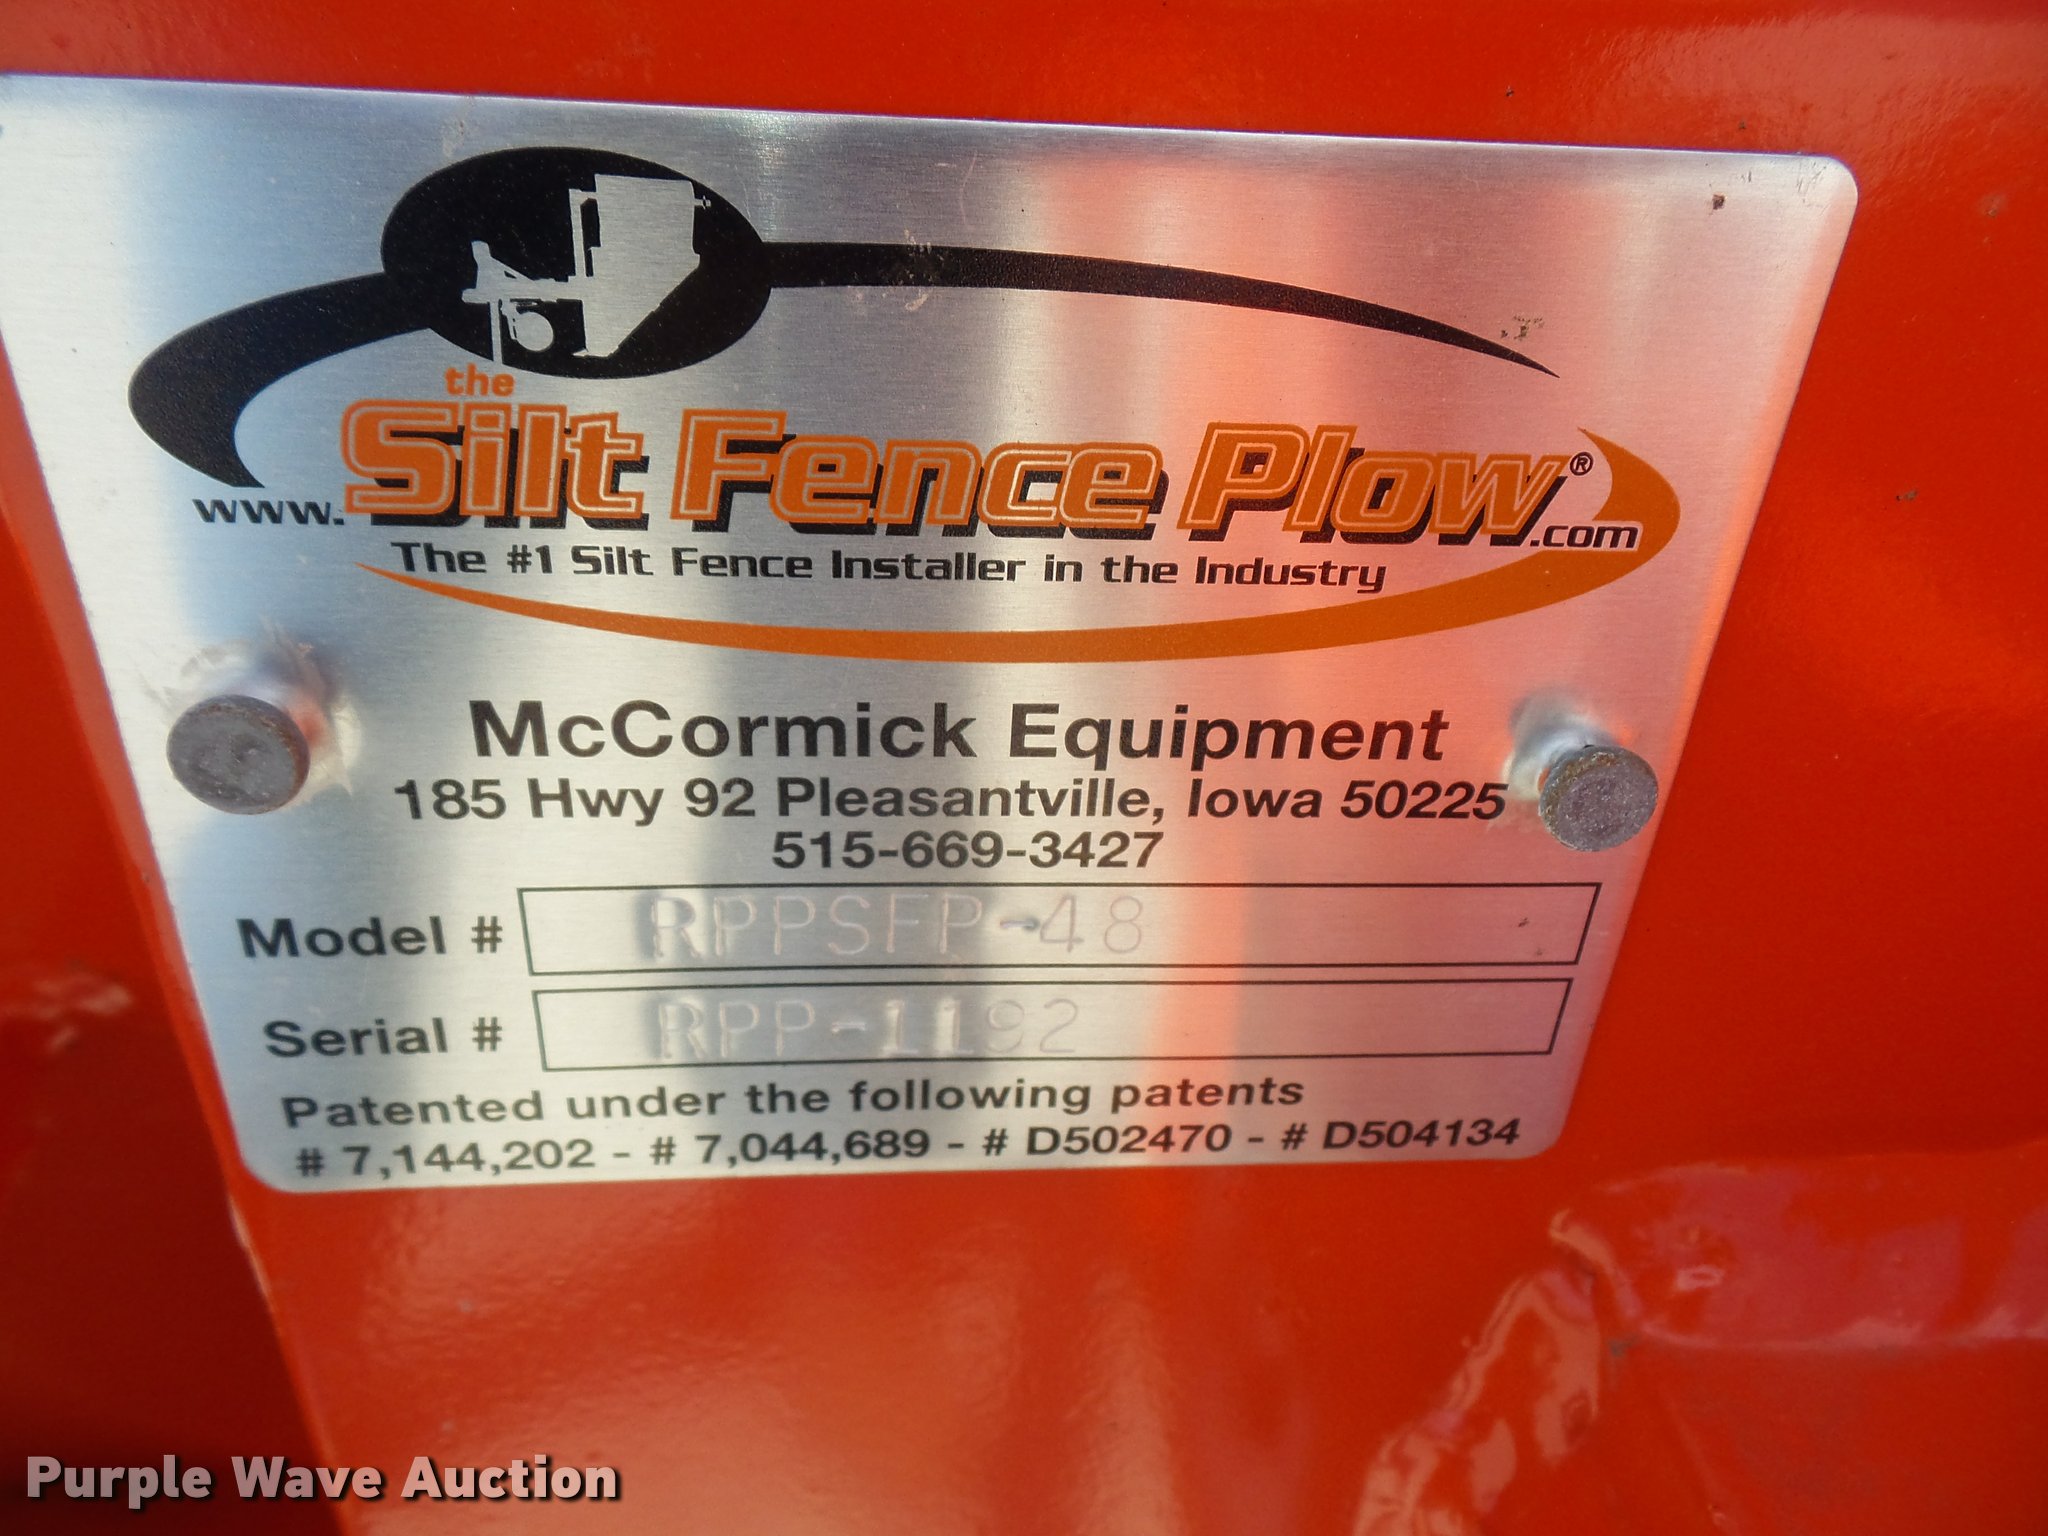 the
www.Silt Fence Plow®.com
The #1 Silt Fence Installer in the Industry
McCormick Equipment
185 Hwy 92 Pleasantville, Iowa 50225
515-669-3427
Model # RPPSFP-48
Serial # RPP-1192
Patented under the following patents
# 7,144,202 - # 7,044,689 - # D502470 - # D504134
Purple Wave Auction